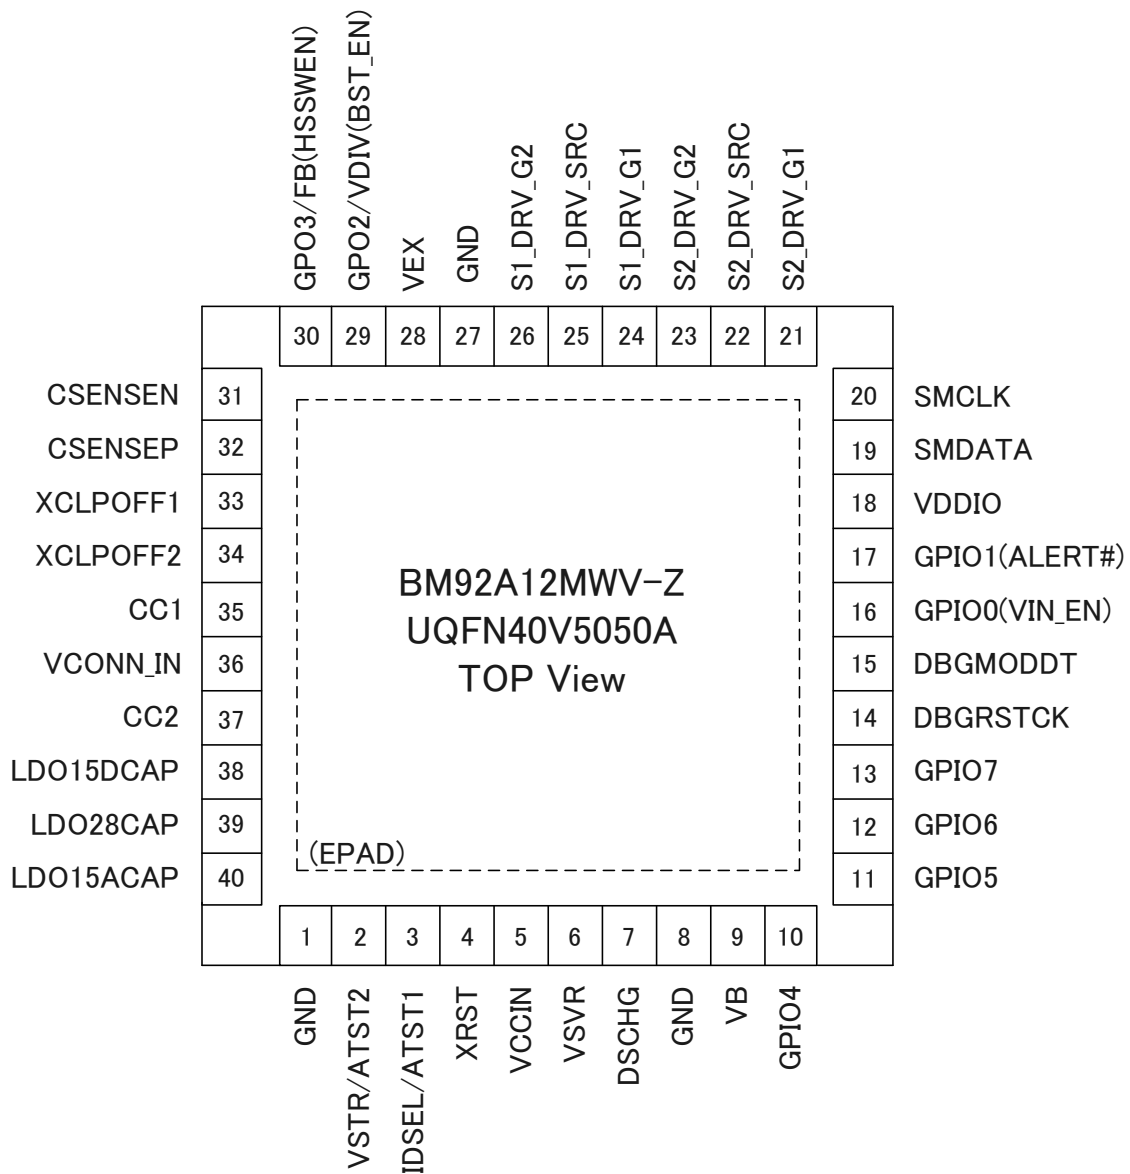 GPO3/FB(HSSWEN)
GPO2/VDIV(BST_EN)
VEX
GND
S1_DRV_G2
S1_DRV_SRC
S1_DRV_G1
S2_DRV_G2
S2_DRV_SRC
S2_DRV_G1
30 29 28 27 26 25 24 23 22 21
CSENSEN 31
CSENSEP 32
XCLPOFF1 33
XCLPOFF2 34
CC1 35
VCONN_IN 36
CC2 37
LDO15DCAP 38
LDO28CAP 39
LDO15ACAP 40
BM92A12MWV-Z
UQFN40V5050A
TOP View
(EPAD)
20 SMCLK
19 SMDATA
18 VDDIO
17 GPIO1(ALERT#)
16 GPIO0(VIN_EN)
15 DBGMODDT
14 DBGRSTCK
13 GPIO7
12 GPIO6
11 GPIO5
1 2 3 4 5 6 7 8 9 10
GND
VSTR/ATST2
IDSEL/ATST1
XRST
VCCIN
VSVR
DSCHG
GND
VB
GPIO4